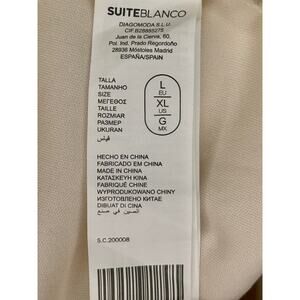 SUITEBLANCO
DIAGOMODA S.L.U.
CIF.B28885275
Juan de la Cierva, 60.
Pol. Ind. Prado Regordoño
28936 Móstoles Madrid
ESPAÑA/SPAIN
TALLA
TAMANHO
SIZE
ΜΕΓΕΘΟΣ
TAILLE
ROZMIAR
РАЗМЕР
UKURAN
قياس
L
EU
XL
US
G
MX
HECHO EN CHINA
FABRICADO EM CHINA
MADE IN CHINA
ΚΑΤΑΣΚΕΥΗ ΚΙΝΑ
FABRIQUÉ CHINE
WYPRODUKOWANO CHINY
ИЗГОТОВЛЕНО КИТАЕ
DIBUAT DI CINA
صنع في الصين
S.C.200008